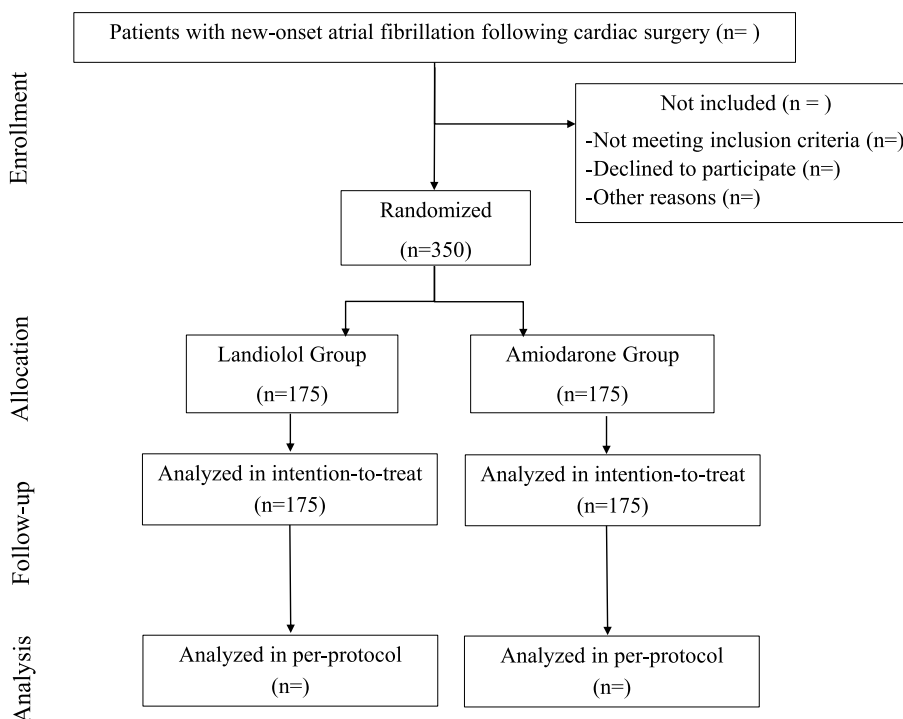 Patients with new-onset atrial fibrillation following cardiac surgery (n= )
Enrollment
Not included (n = )
-Not meeting inclusion criteria (n=)
-Declined to participate (n=)
-Other reasons (n=)
Randomized
(n=350)
Allocation
Landiolol Group
(n=175)
Amiodarone Group
(n=175)
Follow-up
Analyzed in intention-to-treat
(n=175)
Analyzed in intention-to-treat
(n=175)
Analysis
Analyzed in per-protocol
(n=)
Analyzed in per-protocol
(n=)